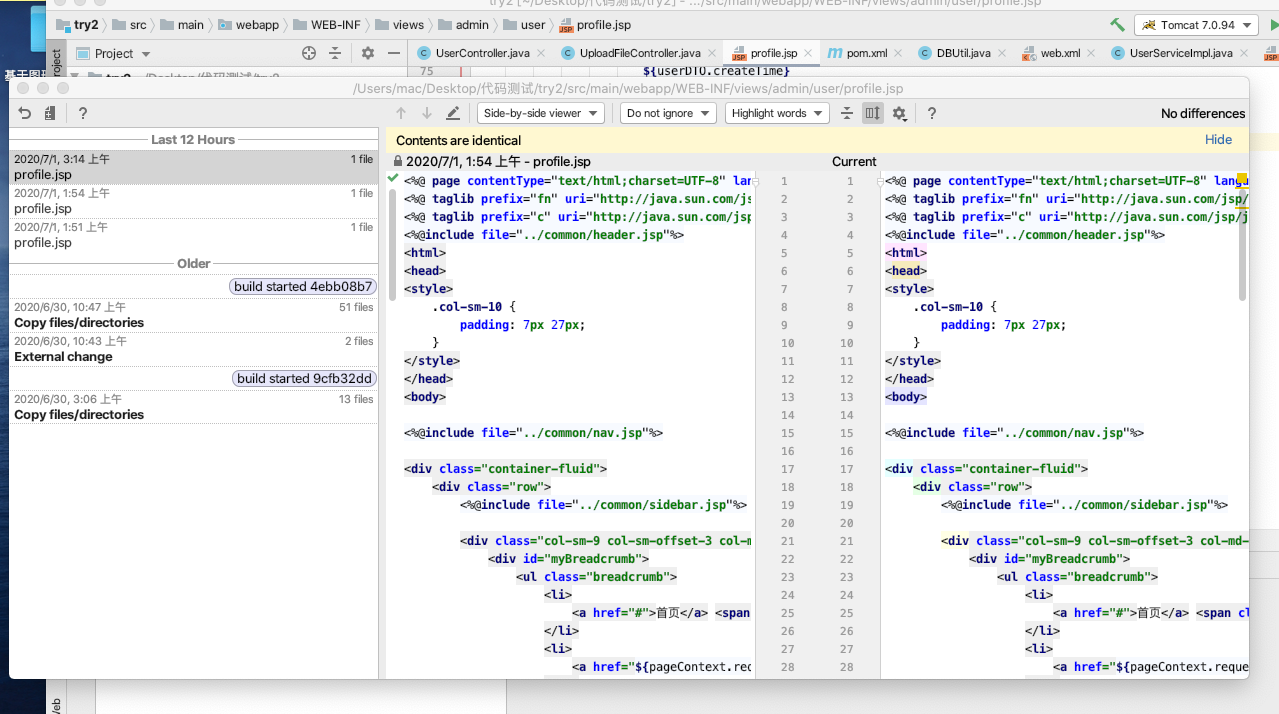 try2 [~/Desktop/代码测试/try2] - .../src/main/webapp/WEB-INF/views/admin/user/profile.jsp
try2 src main webapp WEB-INF views admin user profile.jsp Tomcat 7.0.94
Project UserController.java UploadFileController.java profile.jsp pom.xml DBUtil.java web.xml UserServiceImpl.java
75 ${userDTO.createTime}
/Users/mac/Desktop/代码测试/try2/src/main/webapp/WEB-INF/views/admin/user/profile.jsp
? Side-by-side viewer Do not ignore Highlight words ? No differences
Last 12 Hours
2020/7/1, 3:14 上午 1 file
profile.jsp
2020/7/1, 1:54 上午 1 file
profile.jsp
2020/7/1, 1:51 上午 1 file
profile.jsp
Older
build started 4ebb08b7
2020/6/30, 10:47 上午 51 files
Copy files/directories
2020/6/30, 10:43 上午 2 files
External change
build started 9cfb32dd
2020/6/30, 3:06 上午 13 files
Copy files/directories
Contents are identical Hide
2020/7/1, 1:54 上午 - profile.jsp Current
<%@ page contentType="text/html;charset=UTF-8" lan 1 1 <%@ page contentType="text/html;charset=UTF-8" langu
<%@ taglib prefix="fn" uri="http://java.sun.com/js 2 2 <%@ taglib prefix="fn" uri="http://java.sun.com/jsp/
<%@ taglib prefix="c" uri="http://java.sun.com/jsp 3 3 <%@ taglib prefix="c" uri="http://java.sun.com/jsp/j
<%@include file="../common/header.jsp"%> 4 4 <%@include file="../common/header.jsp"%>
<html> 5 5 <html>
<head> 6 6 <head>
<style> 7 7 <style>
.col-sm-10 { 8 8 .col-sm-10 {
padding: 7px 27px; 9 9 padding: 7px 27px;
} 10 10 }
</style> 11 11 </style>
</head> 12 12 </head>
<body> 13 13 <body>
14 14
<%@include file="../common/nav.jsp"%> 15 15 <%@include file="../common/nav.jsp"%>
16 16
<div class="container-fluid"> 17 17 <div class="container-fluid">
<div class="row"> 18 18 <div class="row">
<%@include file="../common/sidebar.jsp"%> 19 19 <%@include file="../common/sidebar.jsp"%>
20 20
<div class="col-sm-9 col-sm-offset-3 col-m 21 21 <div class="col-sm-9 col-sm-offset-3 col-md-
<div id="myBreadcrumb"> 22 22 <div id="myBreadcrumb">
<ul class="breadcrumb"> 23 23 <ul class="breadcrumb">
<li> 24 24 <li>
<a href="#">首页</a> <span 25 25 <a href="#">首页</a> <span cl
</li> 26 26 </li>
<li> 27 27 <li>
<a href="${pageContext.req 28 28 <a href="${pageContext.reque